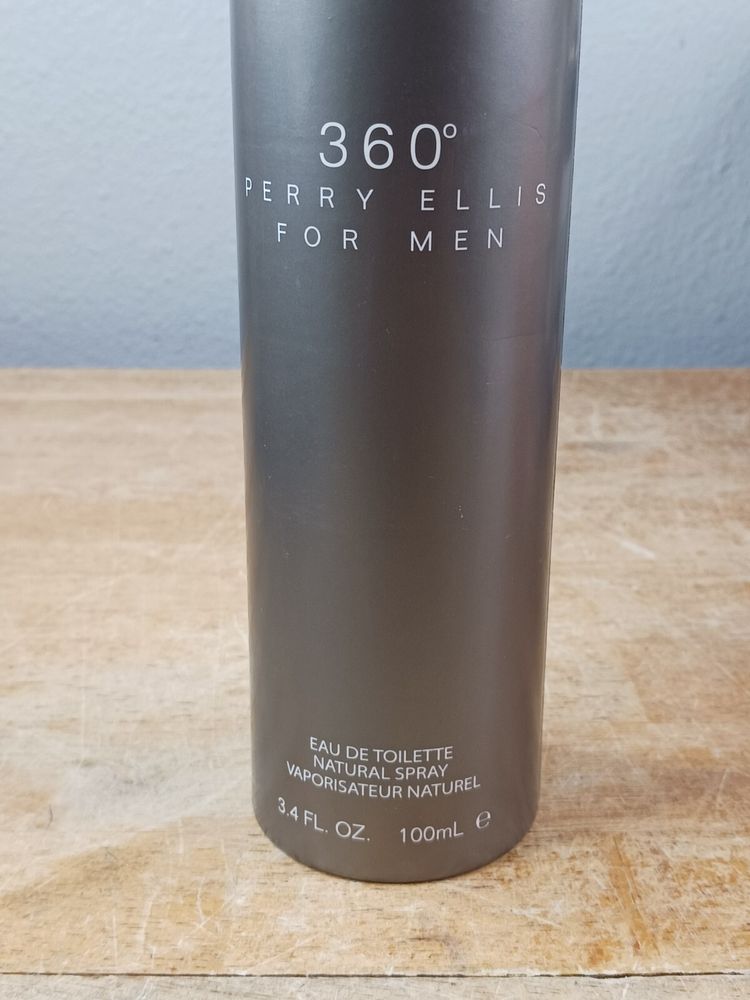 360°
PERRY ELLIS
FOR MEN
EAU DE TOILETTE
NATURAL SPRAY
VAPORISATEUR NATUREL
3.4 FL. OZ. 100mL ℮